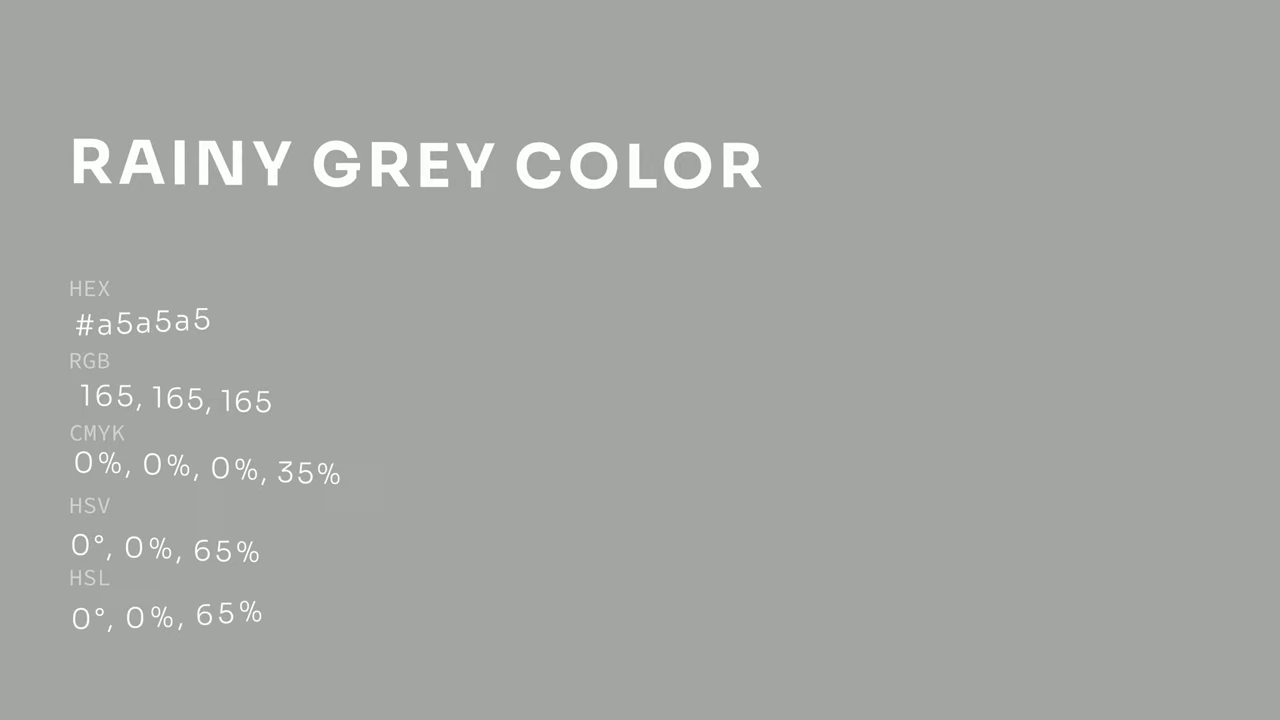 RAINY GREY COLOR
HEX
#a5a5a5
RGB
165, 165, 165
CMYK
0%, 0%, 0%, 35%
HSV
0°, 0%, 65%
HSL
0°, 0%, 65%